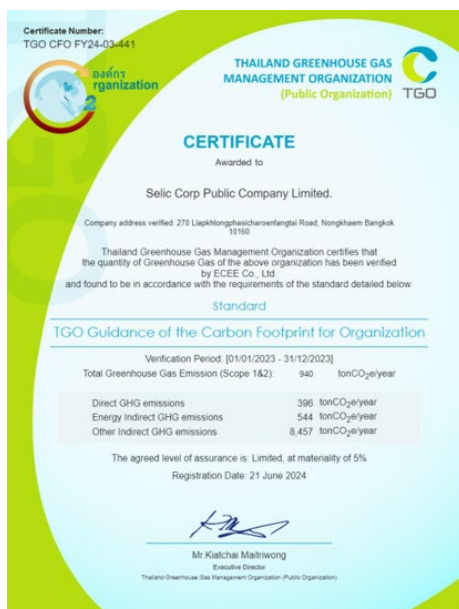 Certificate Number:
TGO CFO FY24-03-441
องค์กร
rganization
2
THAILAND GREENHOUSE GAS
MANAGEMENT ORGANIZATION
(Public Organization)
TGO
CERTIFICATE
Awarded to
Selic Corp Public Company Limited.
Company address verified: 270 Liapkhlongphasicharoenfangtai Road, Nongkhaem Bangkok
10160
Thailand Greenhouse Gas Management Organization certifies that
the quantity of Greenhouse Gas of the above organization has been verified
by ECEE Co., Ltd.
and found to be in accordance with the requirements of the standard detailed below.
Standard
TGO Guidance of the Carbon Footprint for Organization
Verification Period: [01/01/2023 - 31/12/2023]
Total Greenhouse Gas Emission (Scope 1&2): 940 tonCO2e/year
Direct GHG emissions 396 tonCO2e/year
Energy Indirect GHG emissions 544 tonCO2e/year
Other Indirect GHG emissions 8,457 tonCO2e/year
The agreed level of assurance is: Limited, at materiality of 5%
Registration Date: 21 June 2024
Mr.Kiatchai Maitriwong
Executive Director
Thailand Greenhouse Gas Management Organization (Public Organization)